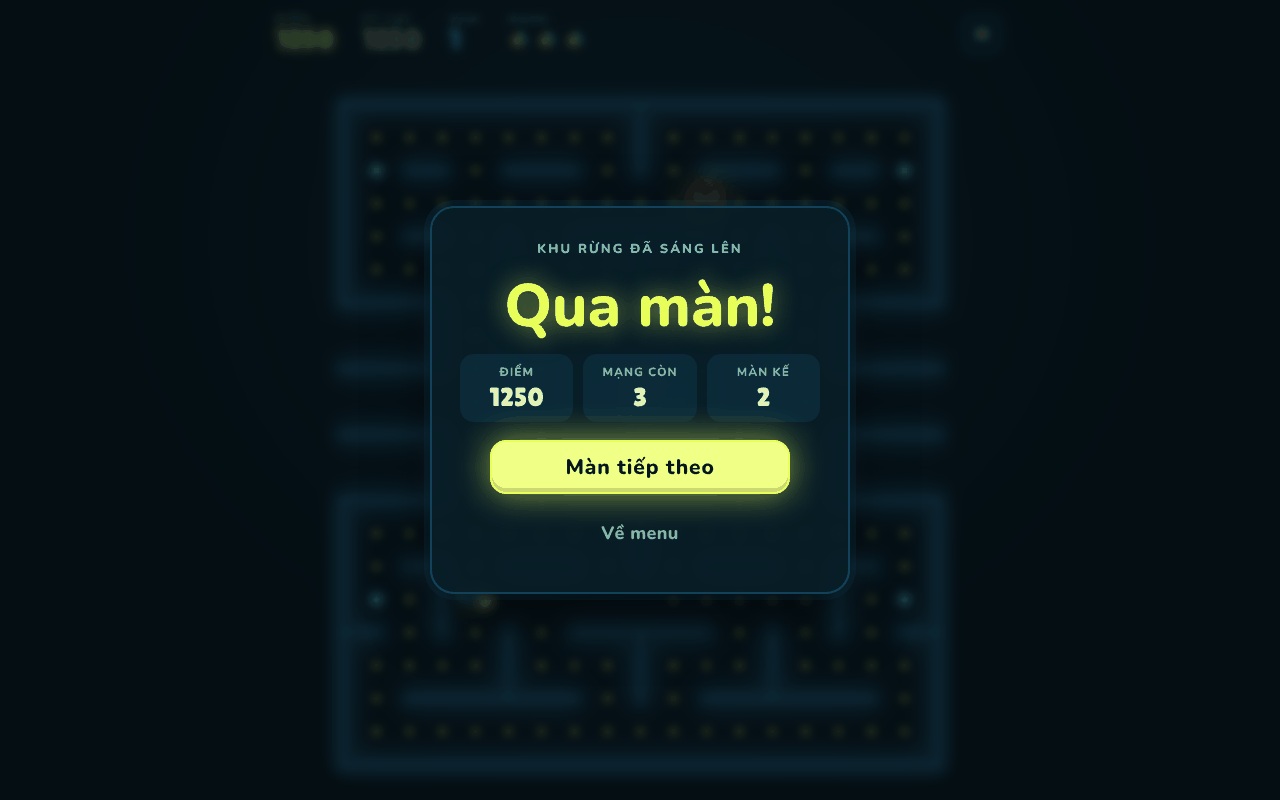 KHU RỪNG ĐÃ SÁNG LÊN
Qua màn!
ĐIỂM
1250
MẠNG CÒN
3
MÀN KẾ
2
Màn tiếp theo
Về menu